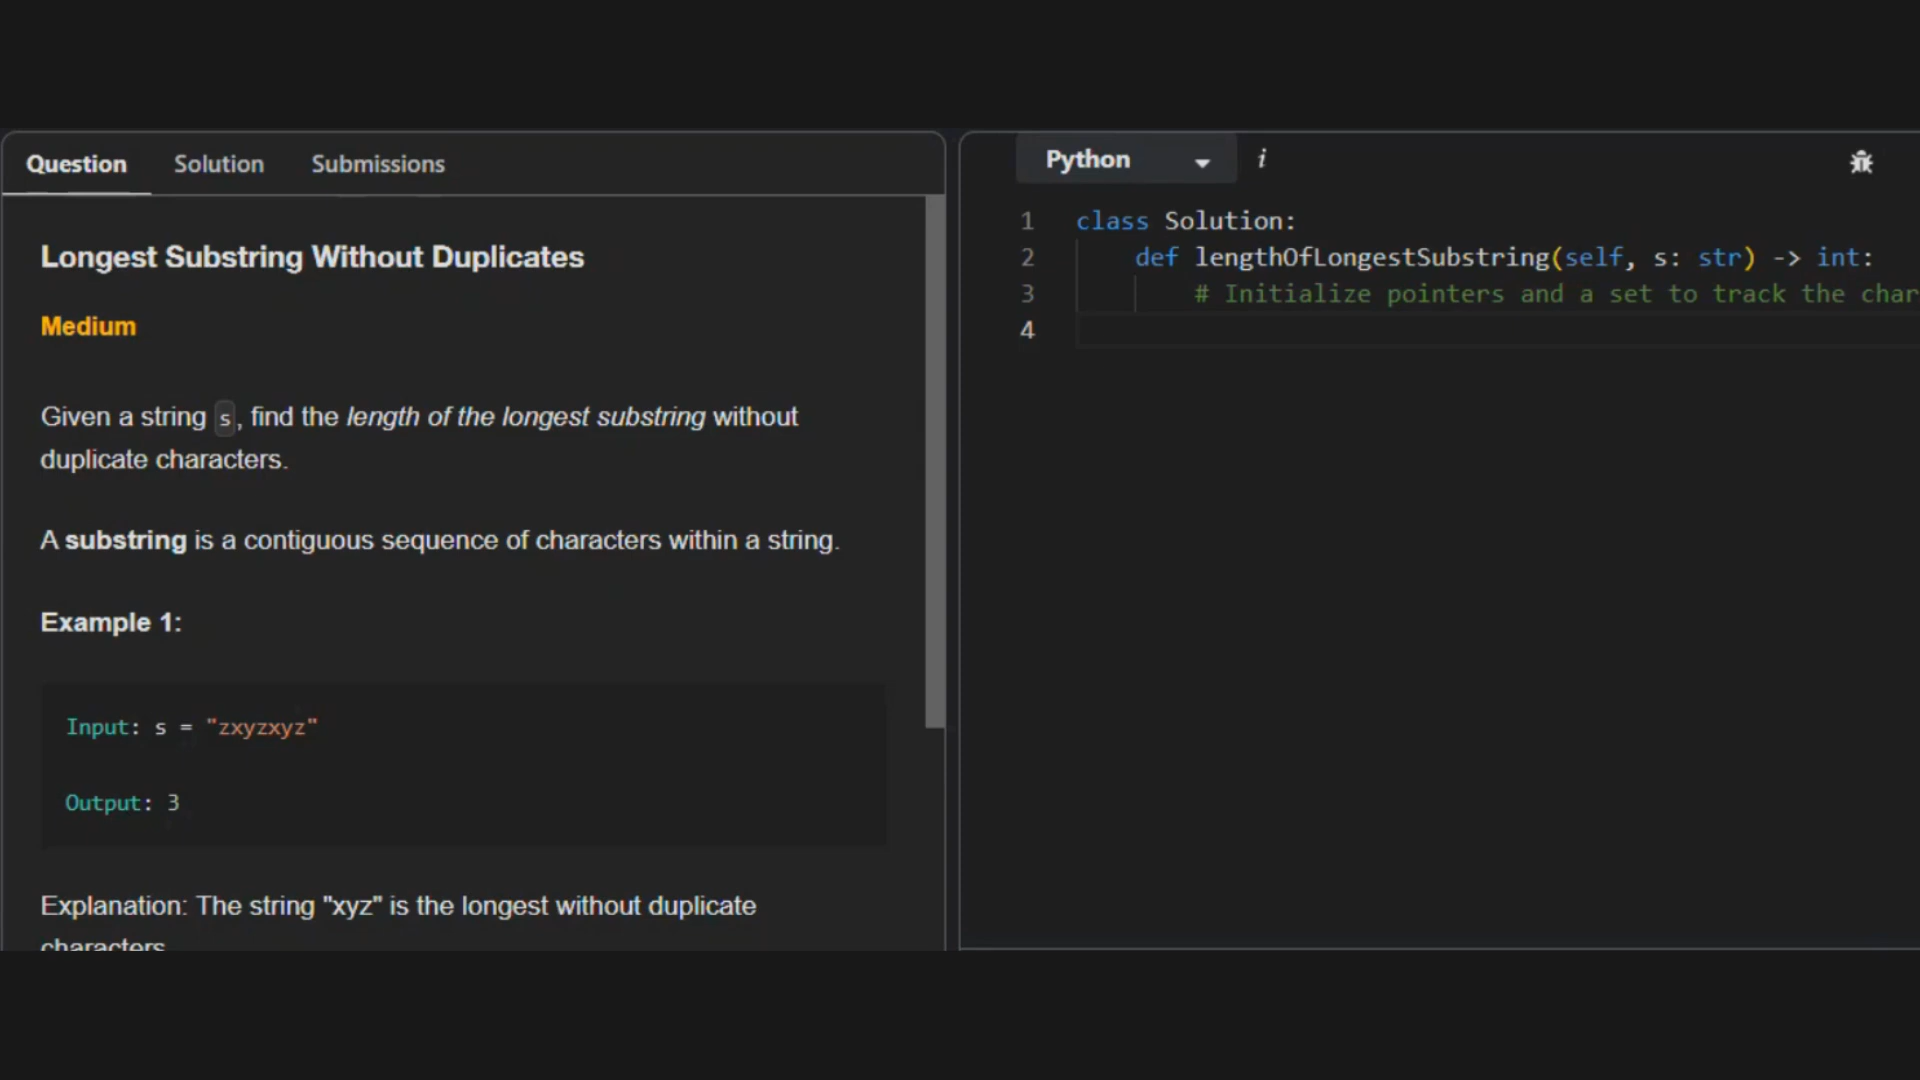 Question Solution Submissions
Longest Substring Without Duplicates
Medium
Given a string s, find the length of the longest substring without
duplicate characters.
A substring is a contiguous sequence of characters within a string.
Example 1:
Input: s = "zxyzxyz"
Output: 3
Explanation: The string "xyz" is the longest without duplicate
characters
Python i
1 class Solution:
2 def lengthOfLongestSubstring(self, s: str) -> int:
3 # Initialize pointers and a set to track the char
4